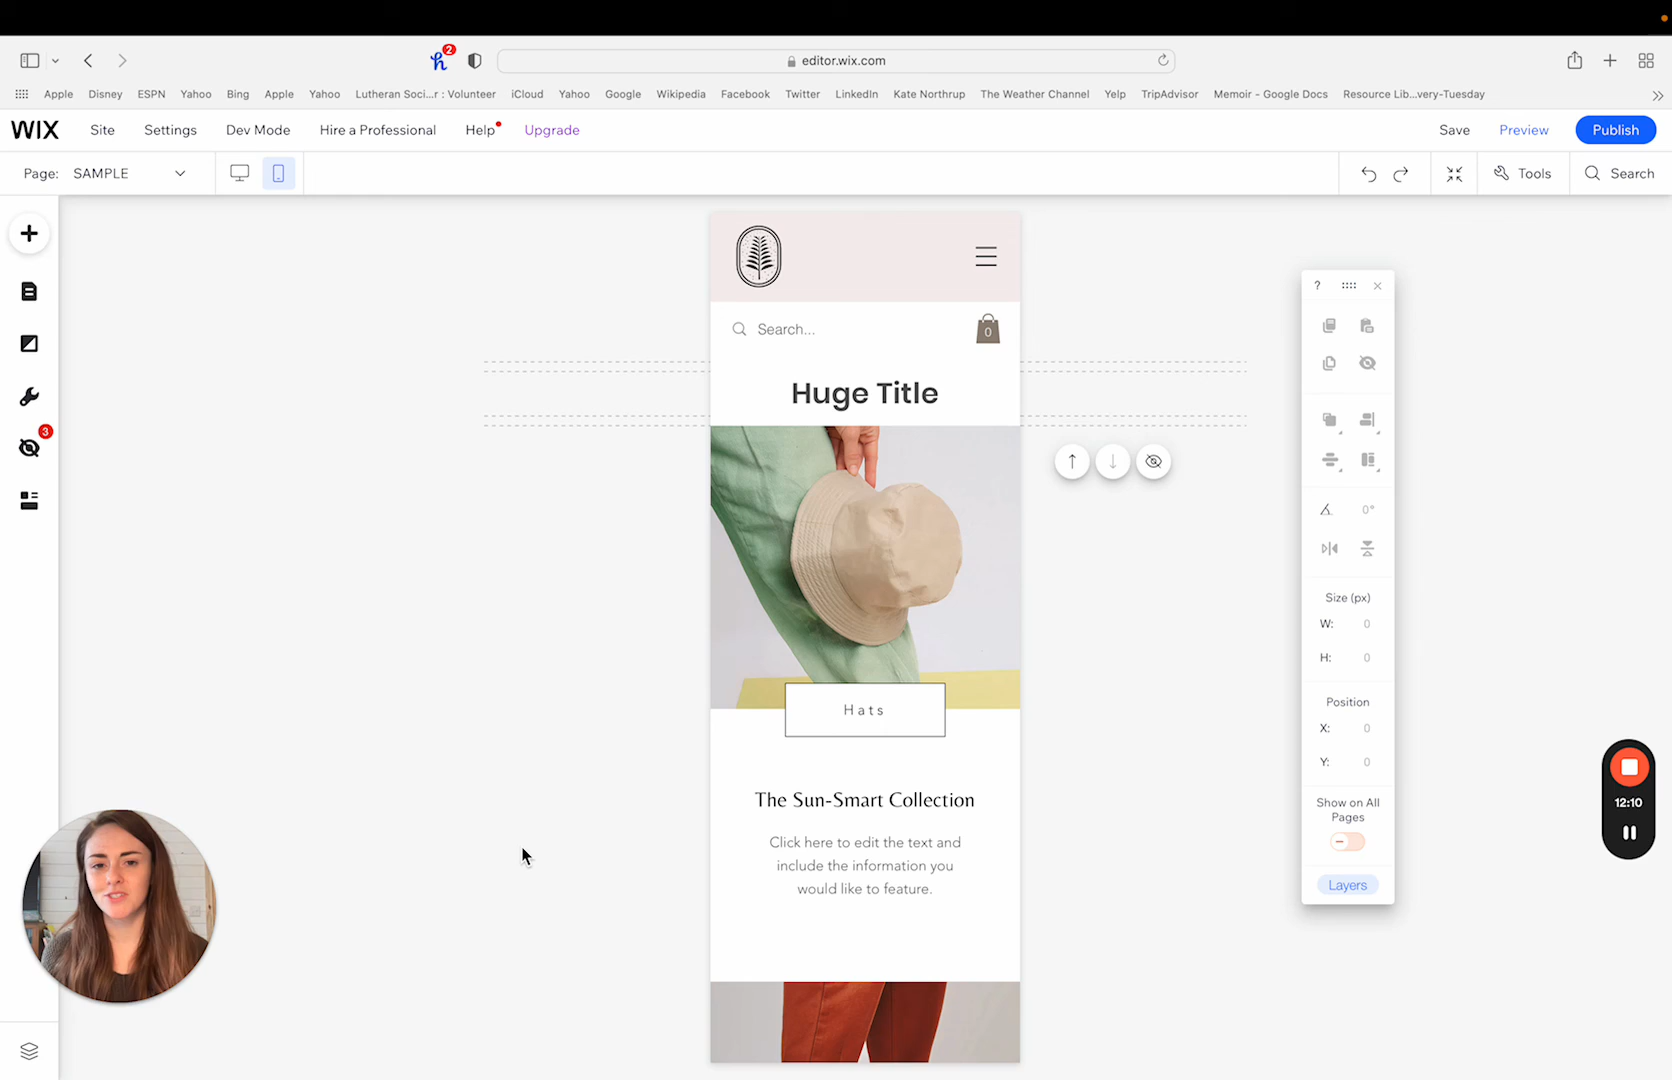 2
editor.wix.com
Apple Disney ESPN Yahoo Bing Apple Yahoo Lutheran Soci...r : Volunteer iCloud Yahoo Google Wikipedia Facebook Twitter LinkedIn Kate Northrup The Weather Channel Yelp TripAdvisor Memoir - Google Docs Resource Lib...very-Tuesday
WIX Site Settings Dev Mode Hire a Professional Help Upgrade Save Preview Publish
Page: SAMPLE Tools Search
Search... 0
Huge Title
3
Hats
The Sun-Smart Collection
Click here to edit the text and
include the information you
would like to feature.
?
0°
Size (px)
W: 0
H: 0
Position
X: 0
Y: 0
Show on All
Pages
Layers
12:10